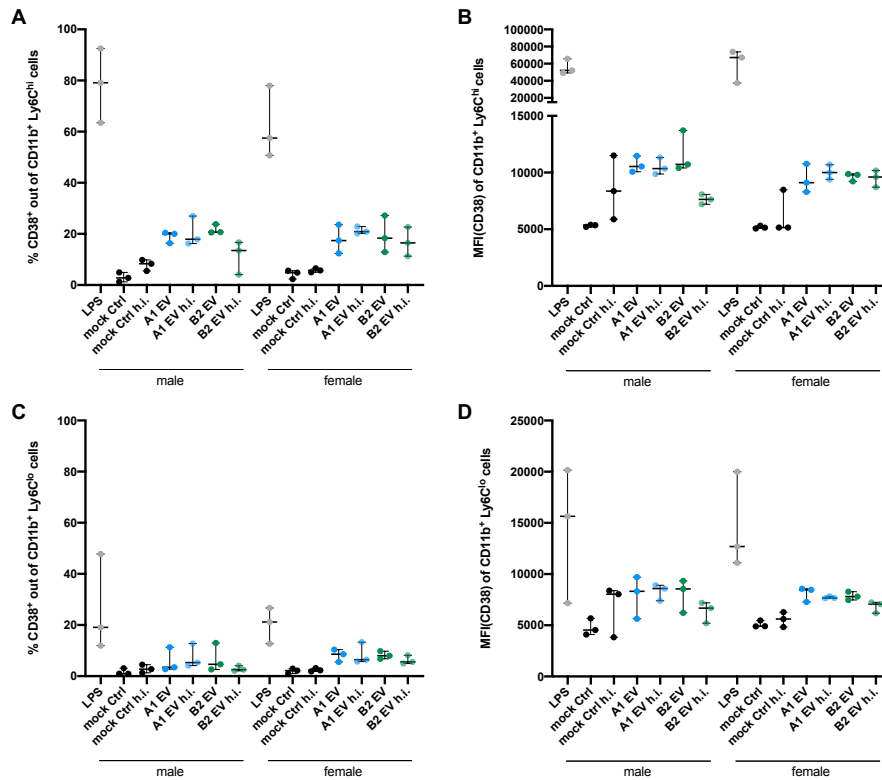 A
% CD38+ out of CD11b+ Ly6Chi cells
100
80
60
40
20
0
LPS
mock Ctrl
mock Ctrl h.i.
A1 EV
A1 EV h.i.
B2 EV
B2 EV h.i.
LPS
mock Ctrl
mock Ctrl h.i.
A1 EV
A1 EV h.i.
B2 EV
B2 EV h.i.
male
female
B
MFI(CD38) of CD11b+ Ly6Chi cells
100000
80000
60000
40000
20000
15000
10000
5000
0
LPS
mock Ctrl
mock Ctrl h.i.
A1 EV
A1 EV h.i.
B2 EV
B2 EV h.i.
LPS
mock Ctrl
mock Ctrl h.i.
A1 EV
A1 EV h.i.
B2 EV
B2 EV h.i.
male
female
C
% CD38+ out of CD11b+ Ly6Clo cells
100
80
60
40
20
0
LPS
mock Ctrl
mock Ctrl h.i.
A1 EV
A1 EV h.i.
B2 EV
B2 EV h.i.
LPS
mock Ctrl
mock Ctrl h.i.
A1 EV
A1 EV h.i.
B2 EV
B2 EV h.i.
male
female
D
MFI(CD38) of CD11b+ Ly6Clo cells
25000
20000
15000
10000
5000
0
LPS
mock Ctrl
mock Ctrl h.i.
A1 EV
A1 EV h.i.
B2 EV
B2 EV h.i.
LPS
mock Ctrl
mock Ctrl h.i.
A1 EV
A1 EV h.i.
B2 EV
B2 EV h.i.
male
female